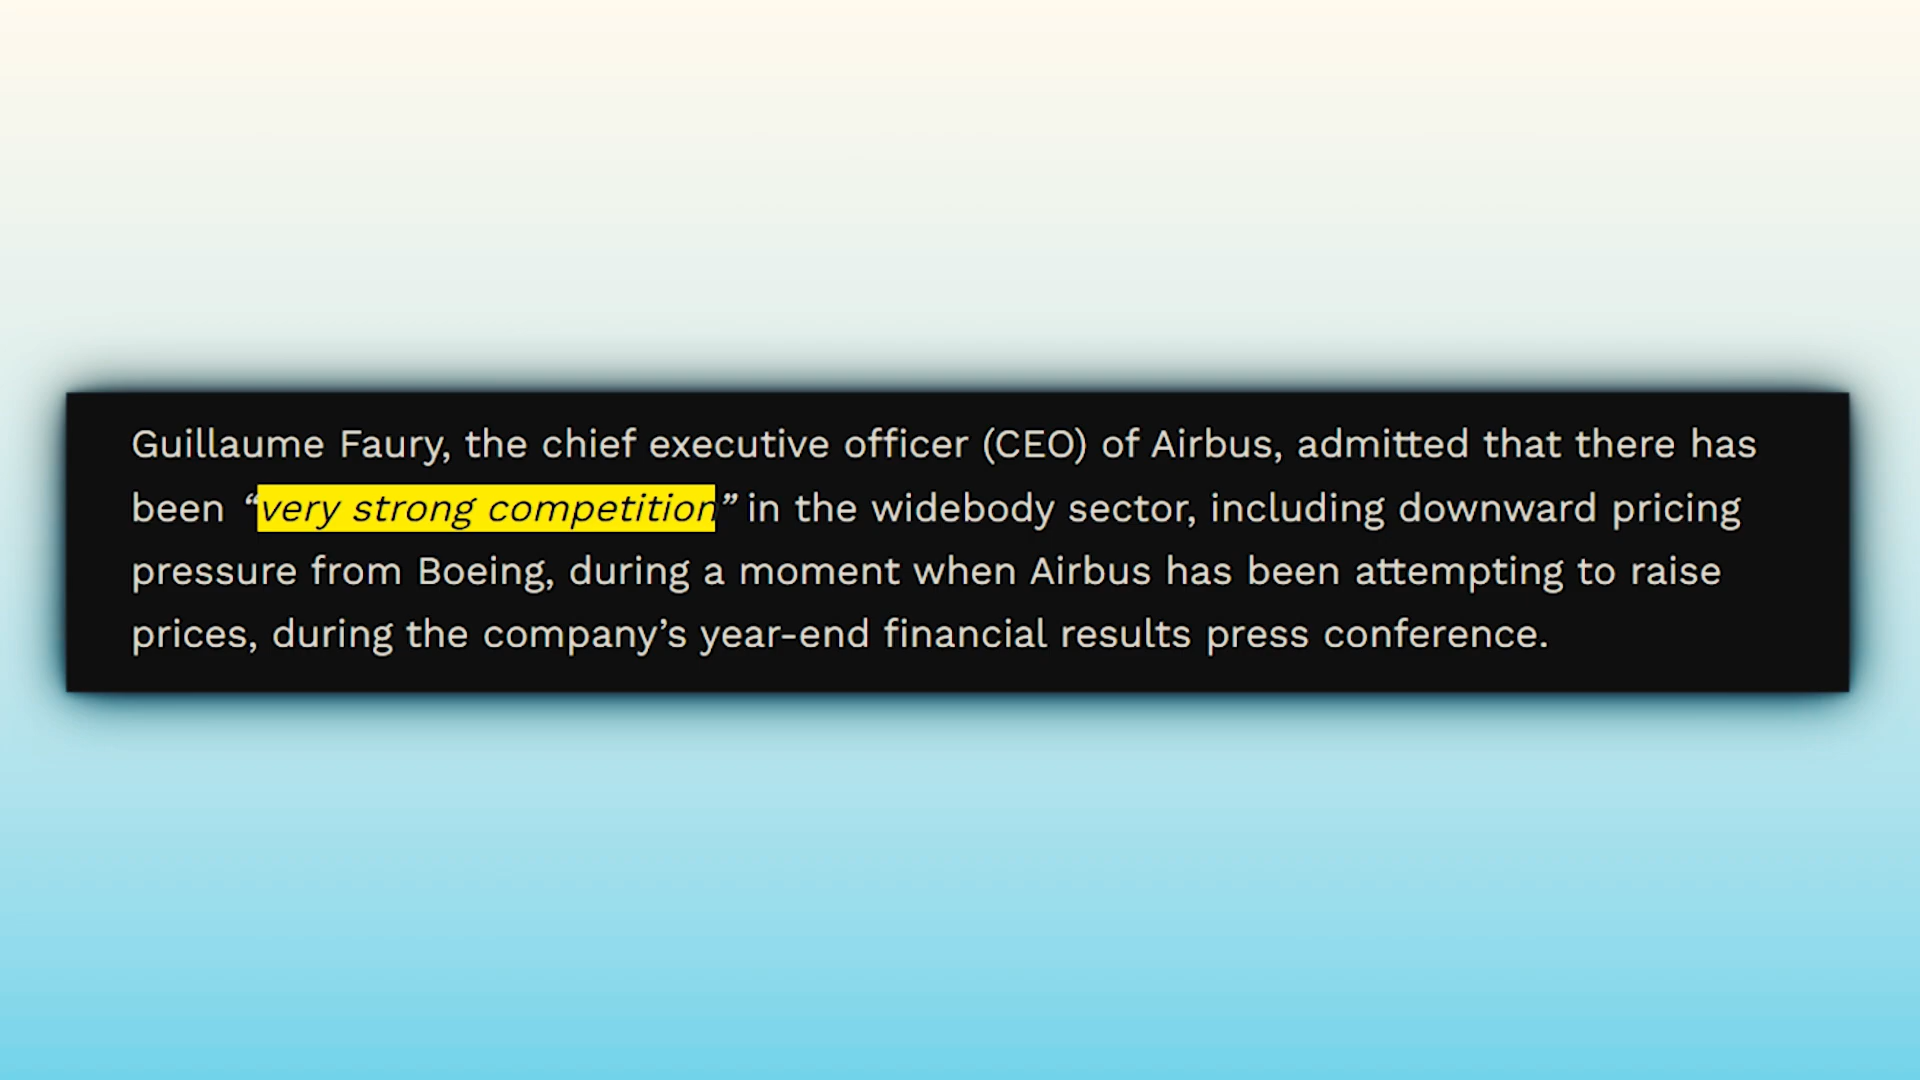 Guillaume Faury, the chief executive officer (CEO) of Airbus, admitted that there has
been “very strong competition” in the widebody sector, including downward pricing
pressure from Boeing, during a moment when Airbus has been attempting to raise
prices, during the company’s year-end financial results press conference.